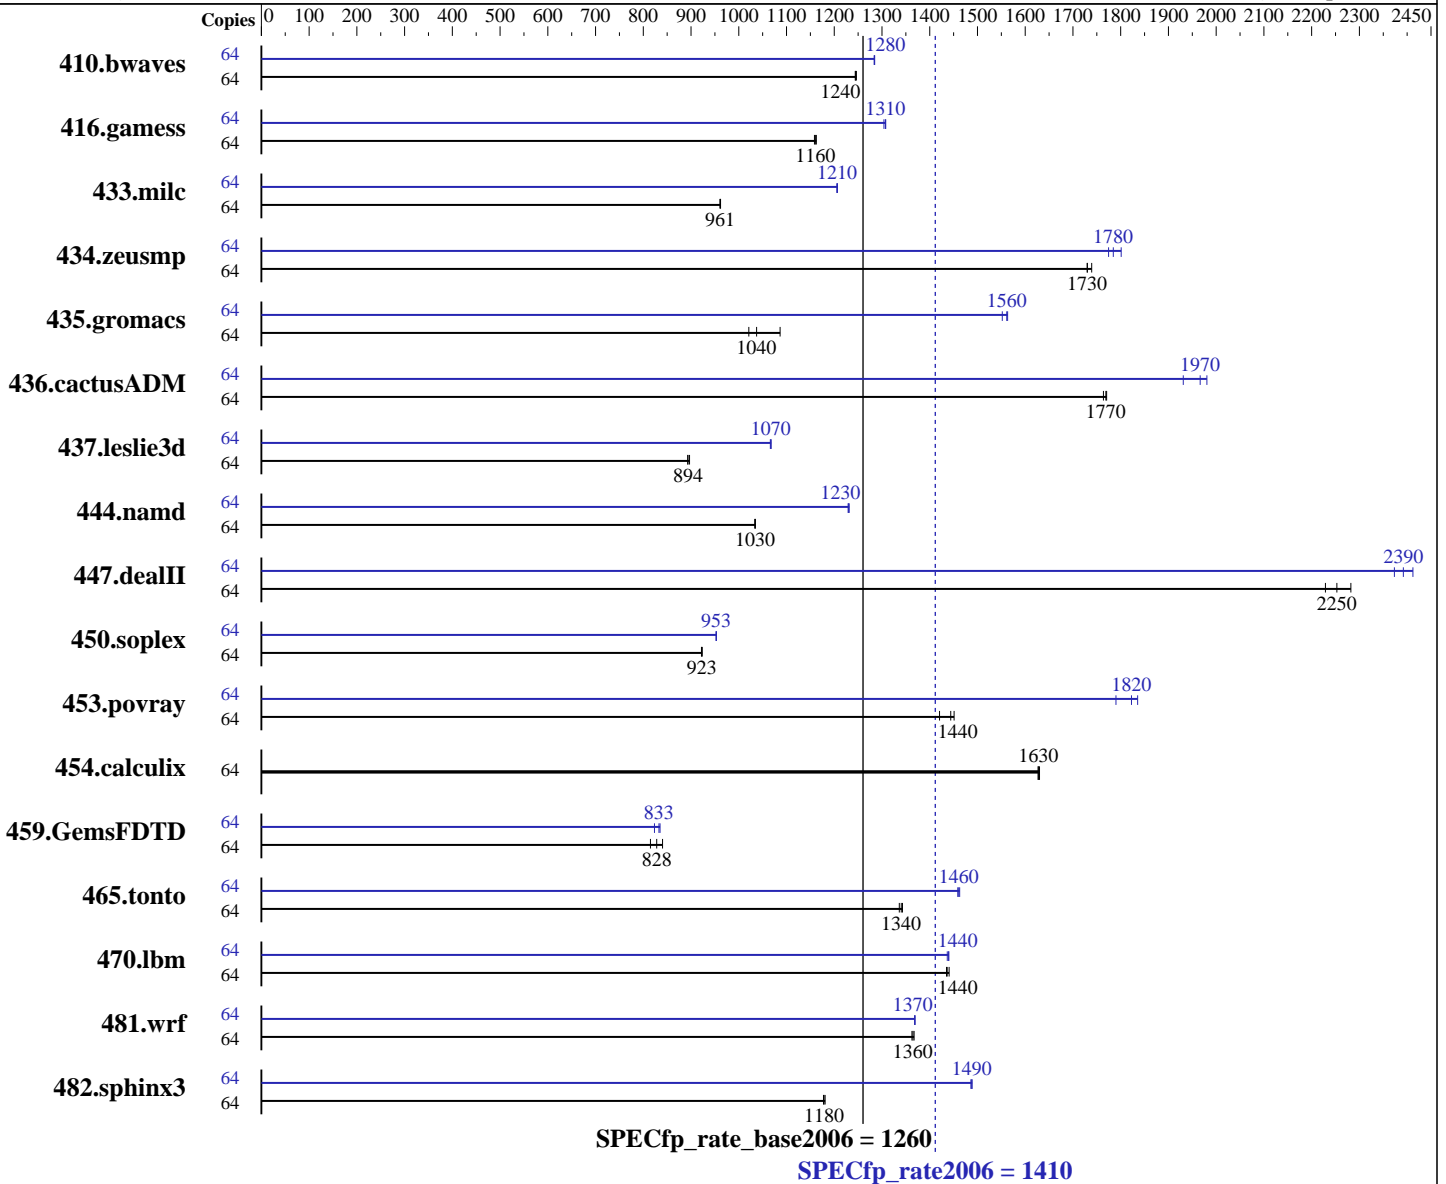 Copies 0 100 200 300 400 500 600 700 800 900 1000 1100 1200 1300 1400 1500 1600 1700 1800 1900 2000 2100 2200 2300 2450
410.bwaves 64 1280
64 1240
416.gamess 64 1310
64 1160
433.milc 64 1210
64 961
434.zeusmp 64 1780
64 1730
435.gromacs 64 1560
64 1040
436.cactusADM 64 1970
64 1770
437.leslie3d 64 1070
64 894
444.namd 64 1230
64 1030
447.dealII 64 2390
64 2250
450.soplex 64 953
64 923
453.povray 64 1820
64 1440
454.calculix 64 1630
459.GemsFDTD 64 833
64 828
465.tonto 64 1460
64 1340
470.lbm 64 1440
64 1440
481.wrf 64 1370
64 1360
482.sphinx3 64 1490
64 1180
SPECfp_rate_base2006 = 1260
SPECfp_rate2006 = 1410